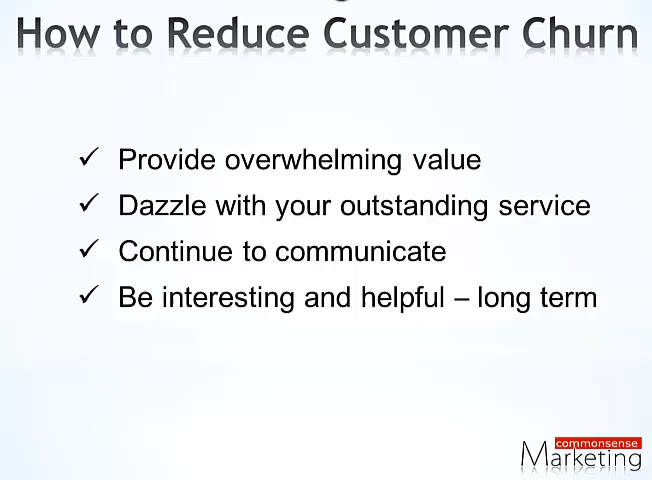 How to Reduce Customer Churn
✓ Provide overwhelming value
✓ Dazzle with your outstanding service
✓ Continue to communicate
✓ Be interesting and helpful – long term
commonsense
Marketing